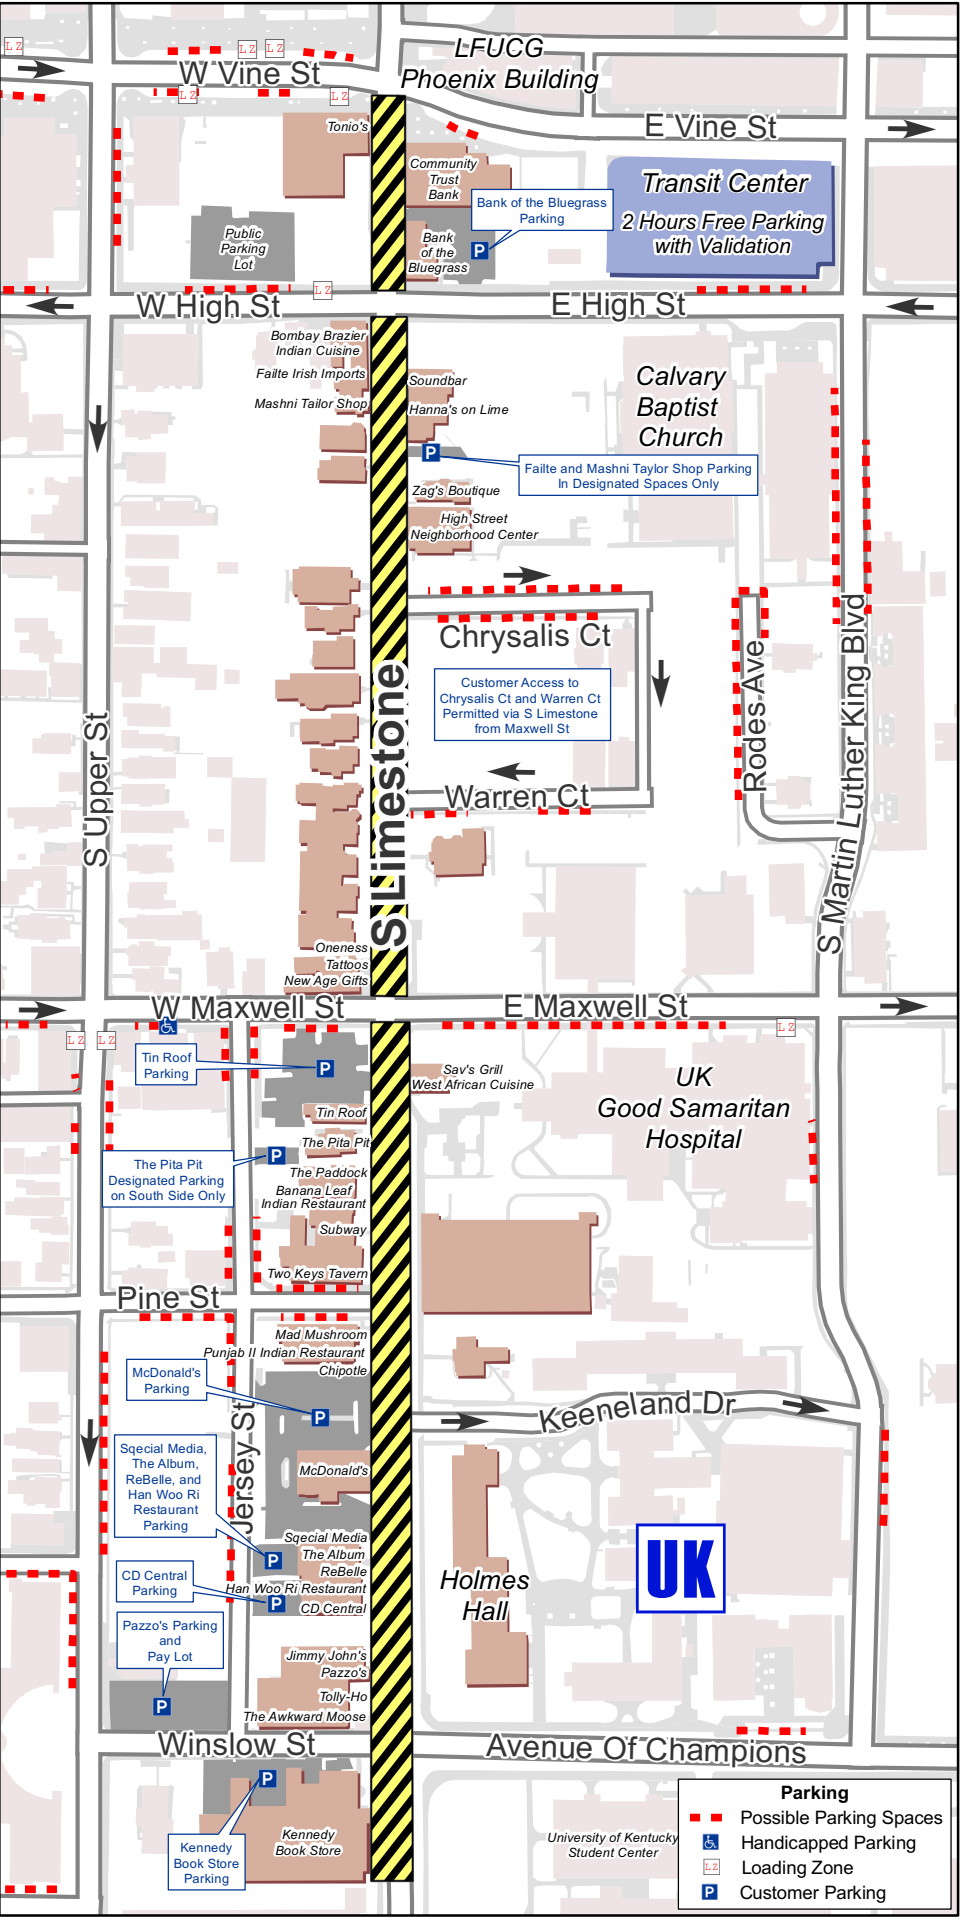 LFUCG
Phoenix Building
LZ
LZ
LZ
W Vine St
LZ
LZ
E Vine St
Tonio's
Community
Trust
Bank
Transit Center
2 Hours Free Parking
with Validation
Bank of the Bluegrass
Parking
P
Public
Parking
Lot
Bank
of the
Bluegrass
LZ
W High St
E High St
Bombay Brazier
Indian Cuisine
Failte Irish Imports
Mashni Tailor Shop
Soundbar
Hanna's on Lime
Calvary
Baptist
Church
P
Failte and Mashni Taylor Shop Parking
In Designated Spaces Only
Zag's Boutique
High Street
Neighborhood Center
Chrysalis Ct
Customer Access to
Chrysalis Ct and Warren Ct
Permitted via S Limestone
from Maxwell St
Warren Ct
S Upper St
S Limestone
Rodes Ave
S Martin Luther King Blvd
Oneness
Tattoos
New Age Gifts
W Maxwell St
E Maxwell St
LZ
LZ
LZ
Tin Roof
Parking
P
Sav's Grill
West African Cuisine
UK
Good Samaritan
Hospital
Tin Roof
The Pita Pit
P
The Pita Pit
Designated Parking
on South Side Only
The Paddock
Banana Leaf
Indian Restaurant
Subway
Two Keys Tavern
Pine St
Mad Mushroom
Punjab II Indian Restaurant
Chipotle
McDonald's
Parking
P
Keeneland Dr
Jersey St
McDonald's
Sqecial Media,
The Album,
ReBelle, and
Han Woo Ri
Restaurant
Parking
P
Sqecial Media
The Album
ReBelle
Han Woo Ri Restaurant
CD Central
CD Central
Parking
P
Holmes
Hall
UK
Pazzo's Parking
and
Pay Lot
P
Jimmy John's
Pazzo's
Tolly-Ho
The Awkward Moose
Winslow St
Avenue Of Champions
P
Kennedy
Book Store
Parking
Kennedy
Book Store
University of Kentucky
Student Center
Parking
Possible Parking Spaces
Handicapped Parking
LZ Loading Zone
P Customer Parking